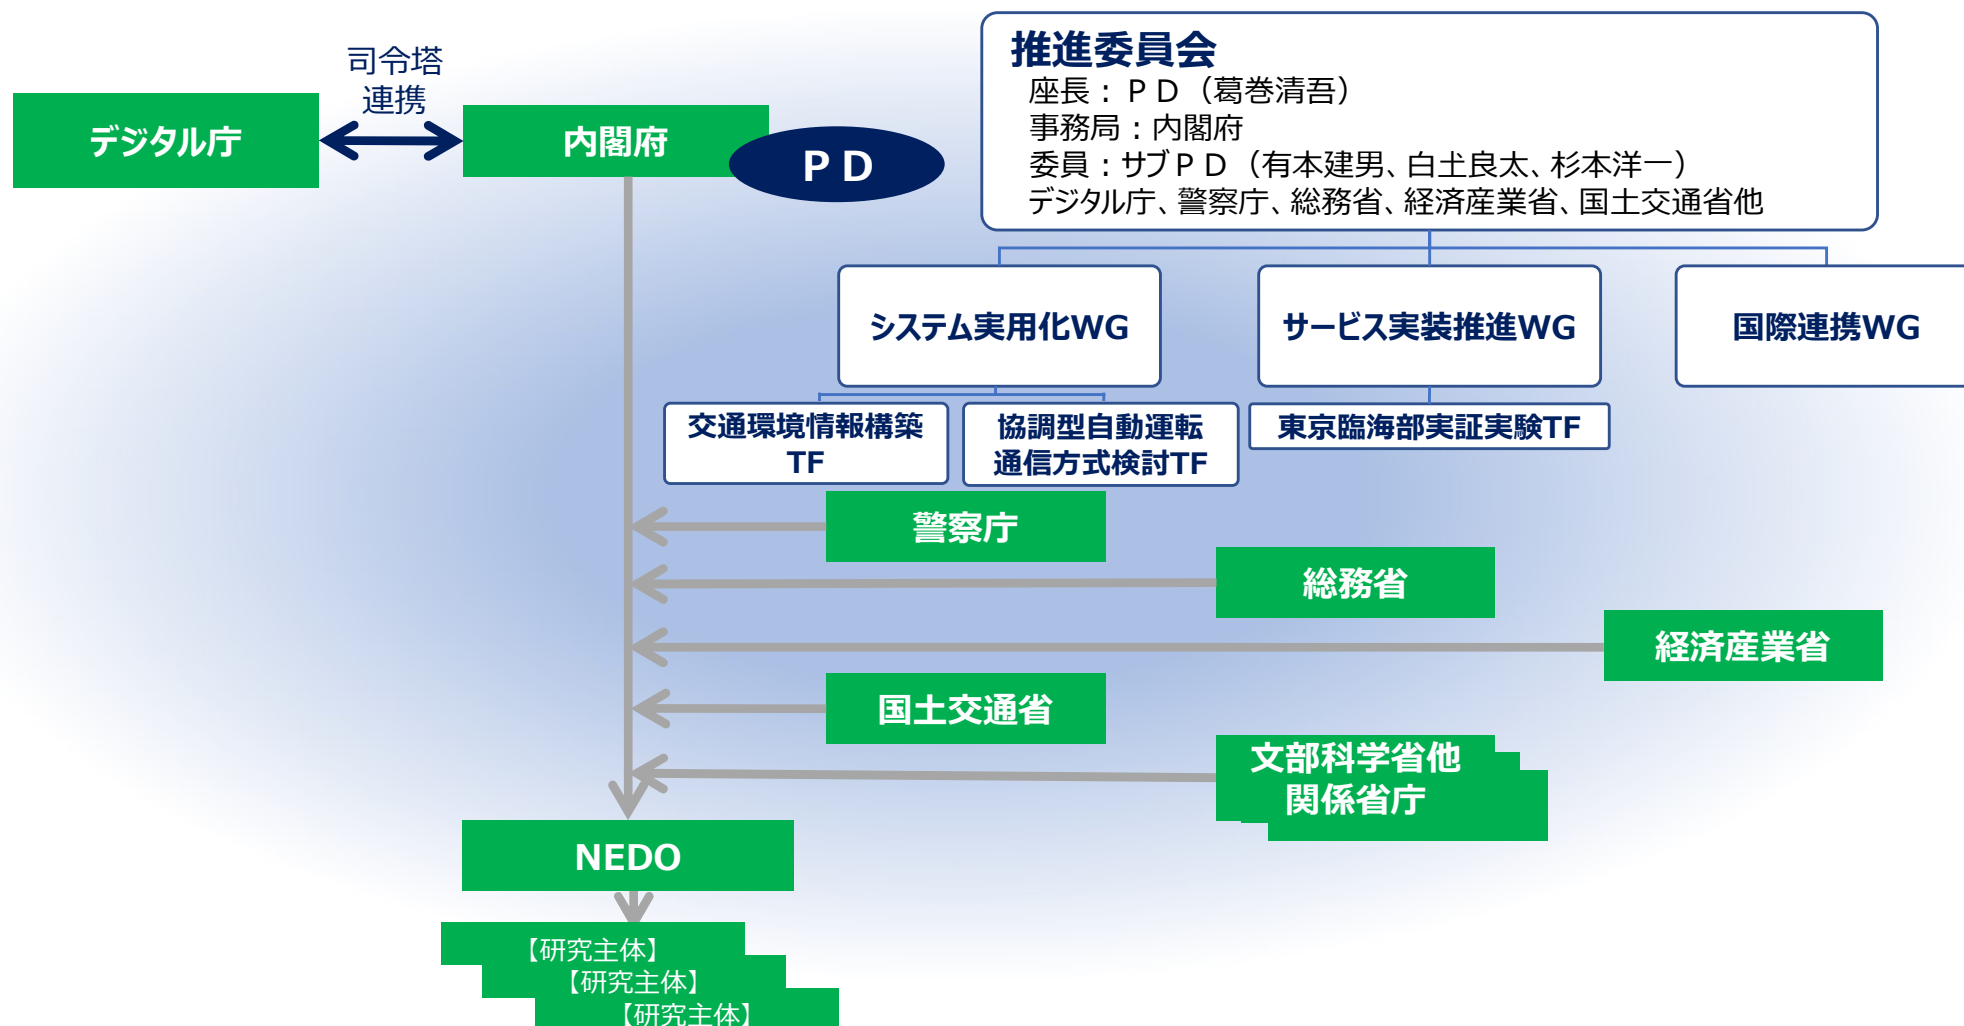 司令塔
連携
デジタル庁
内閣府
PD
推進委員会
座長：PD（葛巻清吾）
事務局：内閣府
委員：サブPD（有本建男、白𡈽良太、杉本洋一）
デジタル庁、警察庁、総務省、経済産業省、国土交通省他
システム実用化WG
サービス実装推進WG
国際連携WG
交通環境情報構築
TF
協調型自動運転
通信方式検討TF
東京臨海部実証実験TF
警察庁
総務省
経済産業省
国土交通省
文部科学省他
関係省庁
NEDO
【研究主体】
【研究主体】
【研究主体】